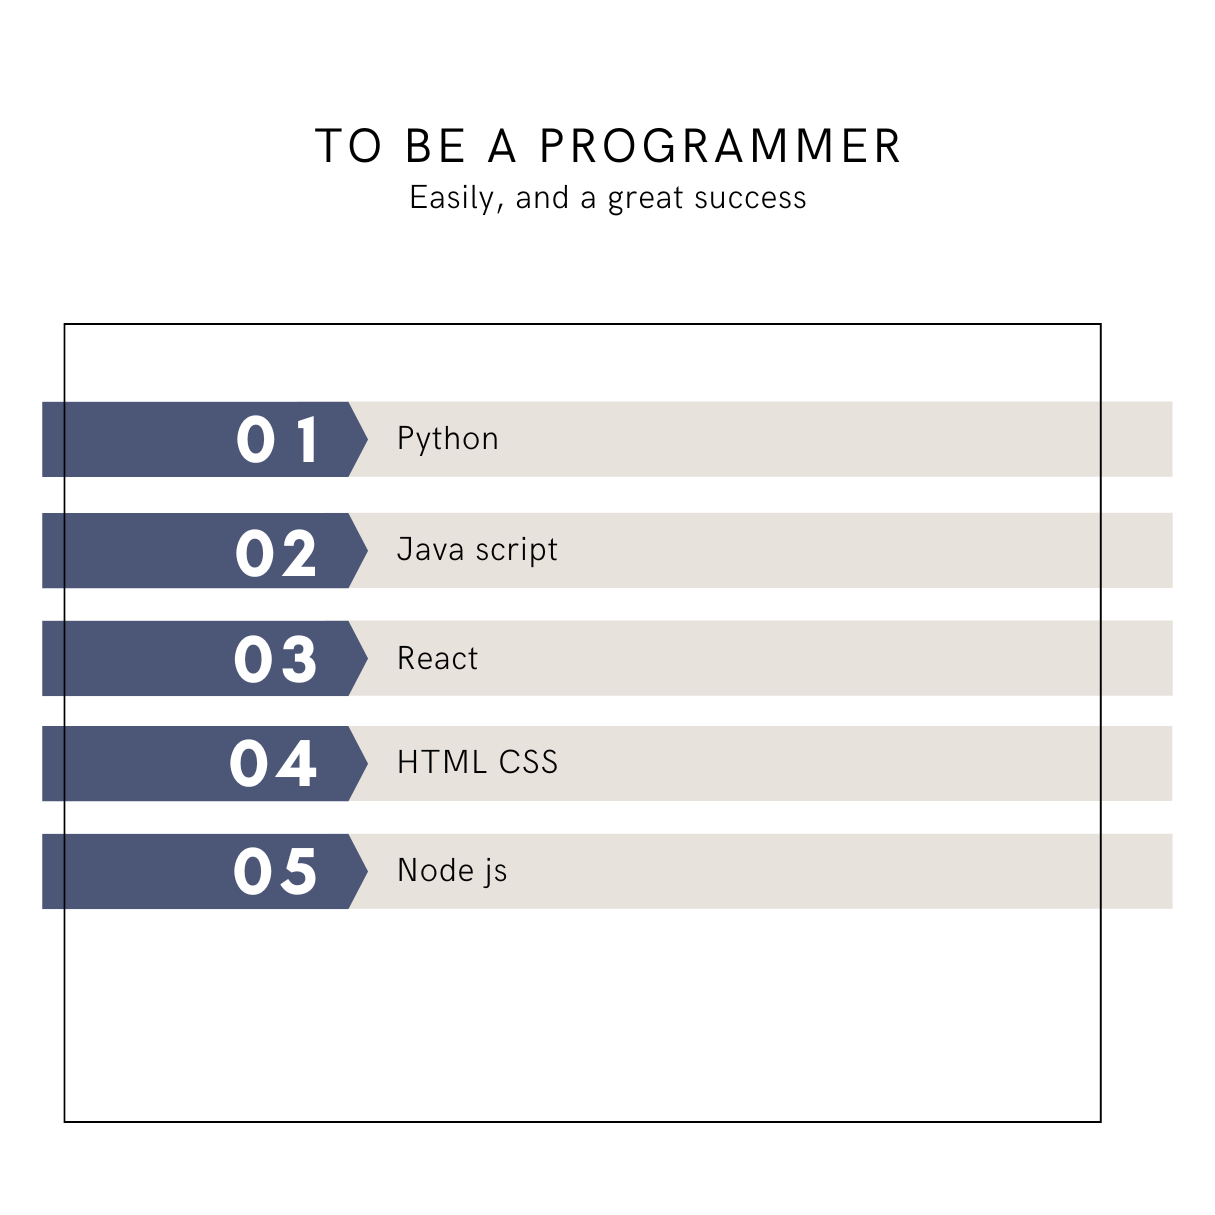 TO BE A PROGRAMMER
Easily, and a great success
01 Python
02 Java script
03 React
04 HTML CSS
05 Node js